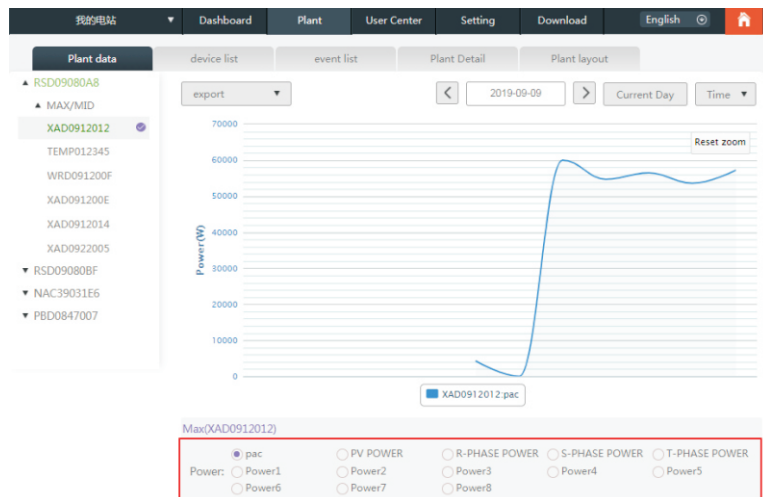 我的电站 ▼ Dashboard Plant User Center Setting Download English
Plant data device list event list Plant Detail Plant layout
▲ RSD09080A8
▲ MAX/MID
XAD0912012
TEMP012345
WRD091200F
XAD091200E
XAD0912014
XAD0922005
▼ RSD09080BF
▼ NAC39031E6
▼ PBD0847007
export ▼ < 2019-09-09 > Current Day Time ▼
Reset zoom
Power(W)
70000
60000
50000
40000
30000
20000
10000
0
XAD0912012:pac
Max(XAD0912012)
pac PV POWER R-PHASE POWER S-PHASE POWER T-PHASE POWER
Power: Power1 Power2 Power3 Power4 Power5
Power6 Power7 Power8